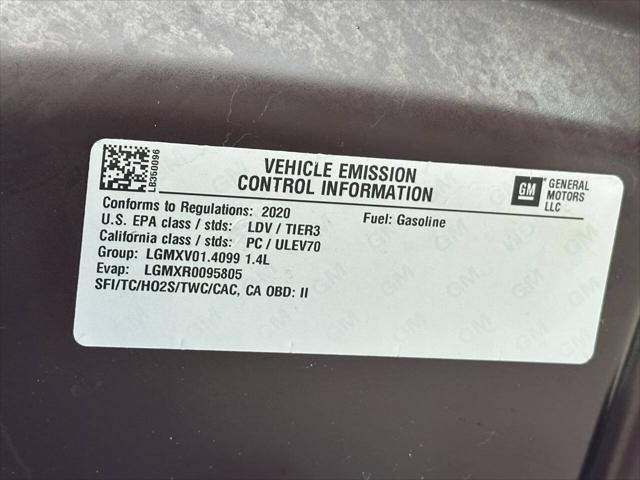 LB350096
VEHICLE EMISSION
CONTROL INFORMATION
GM
GENERAL
MOTORS
LLC
Conforms to Regulations: 2020
Fuel: Gasoline
U.S. EPA class / stds: LDV / TIER3
California class / stds: PC / ULEV70
Group: LGMXV01.4099 1.4L
Evap: LGMXR0095805
SFI/TC/HO2S/TWC/CAC, CA OBD: II